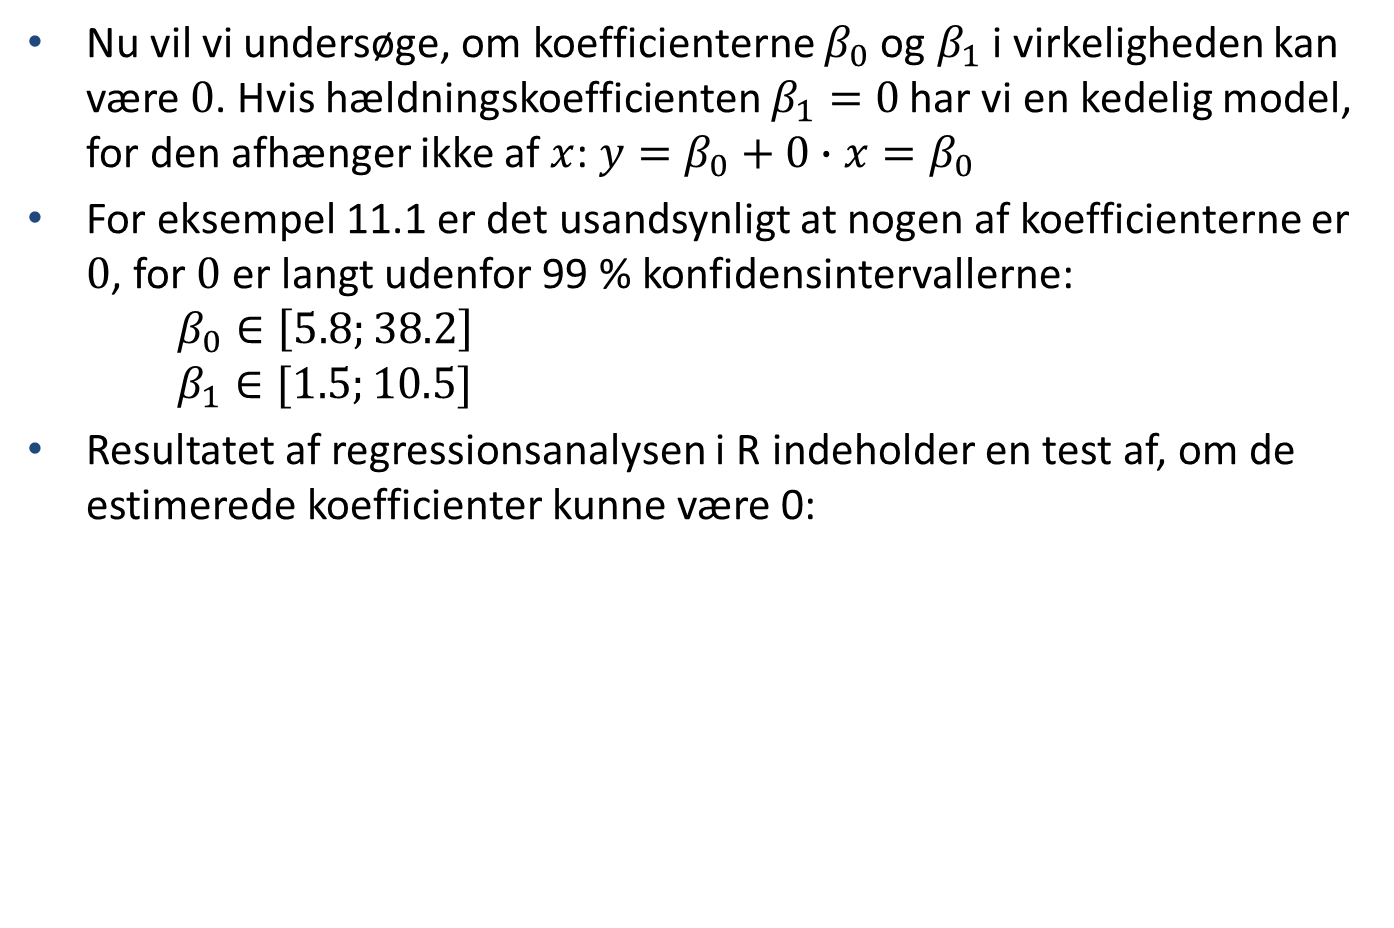 • Nu vil vi undersøge, om koefficienterne β₀ og β₁ i virkeligheden kan
være 0. Hvis hældningskoefficienten β₁ = 0 har vi en kedelig model,
for den afhænger ikke af x: y = β₀ + 0 · x = β₀
• For eksempel 11.1 er det usandsynligt at nogen af koefficienterne er
0, for 0 er langt udenfor 99 % konfidensintervallerne:
β₀ ∈ [5.8; 38.2]
β₁ ∈ [1.5; 10.5]
• Resultatet af regressionsanalysen i R indeholder en test af, om de
estimerede koefficienter kunne være 0: